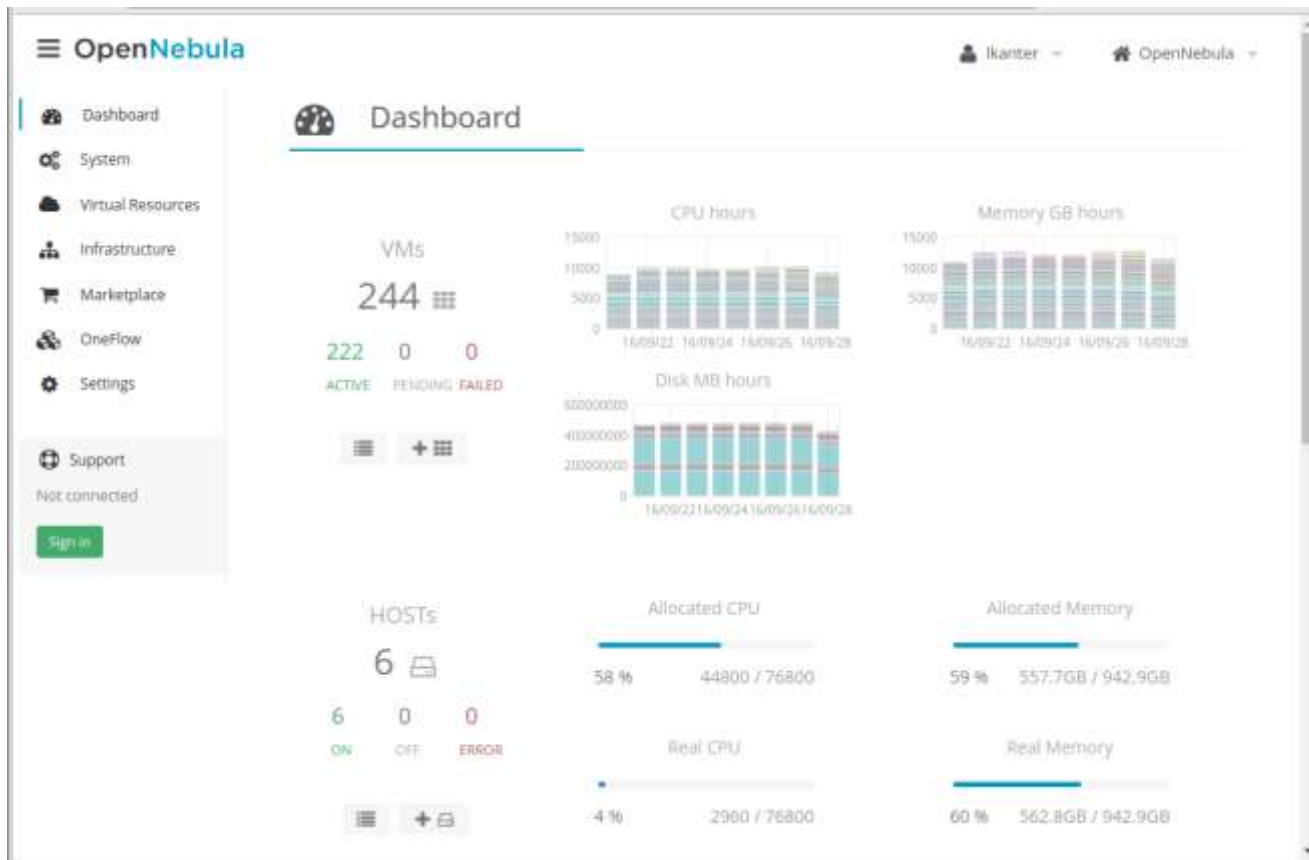 OpenNebula
lkanter
OpenNebula
Dashboard
System
Virtual Resources
Infrastructure
Marketplace
OneFlow
Settings
Support
Not connected
Sign in
Dashboard
VMs
244
222 0 0
ACTIVE PENDING FAILED
CPU hours
15000
10000
5000
0
16/09/22 16/09/24 16/09/26 16/09/28
Memory GB hours
15000
10000
5000
0
16/09/22 16/09/24 16/09/26 16/09/28
Disk MB hours
600000000
400000000
200000000
0
16/09/22 16/09/24 16/09/26 16/09/28
HOSTs
6
6 0 0
ON OFF ERROR
Allocated CPU
58 % 44800 / 76800
Allocated Memory
59 % 557.7GB / 942.9GB
Real CPU
4 % 2960 / 76800
Real Memory
60 % 562.8GB / 942.9GB